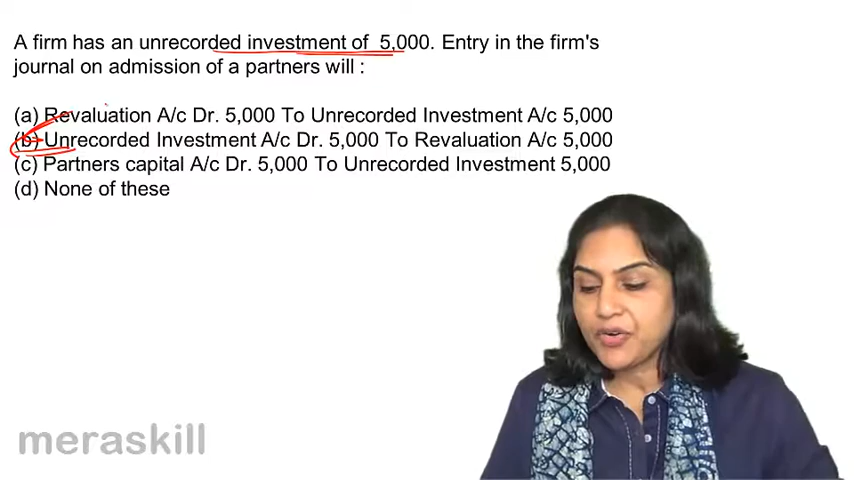 A firm has an unrecorded investment of 5,000. Entry in the firm's
journal on admission of a partners will :
(a) Revaluation A/c Dr. 5,000 To Unrecorded Investment A/c 5,000
(b) Unrecorded Investment A/c Dr. 5,000 To Revaluation A/c 5,000
(c) Partners capital A/c Dr. 5,000 To Unrecorded Investment 5,000
(d) None of these
meraskill